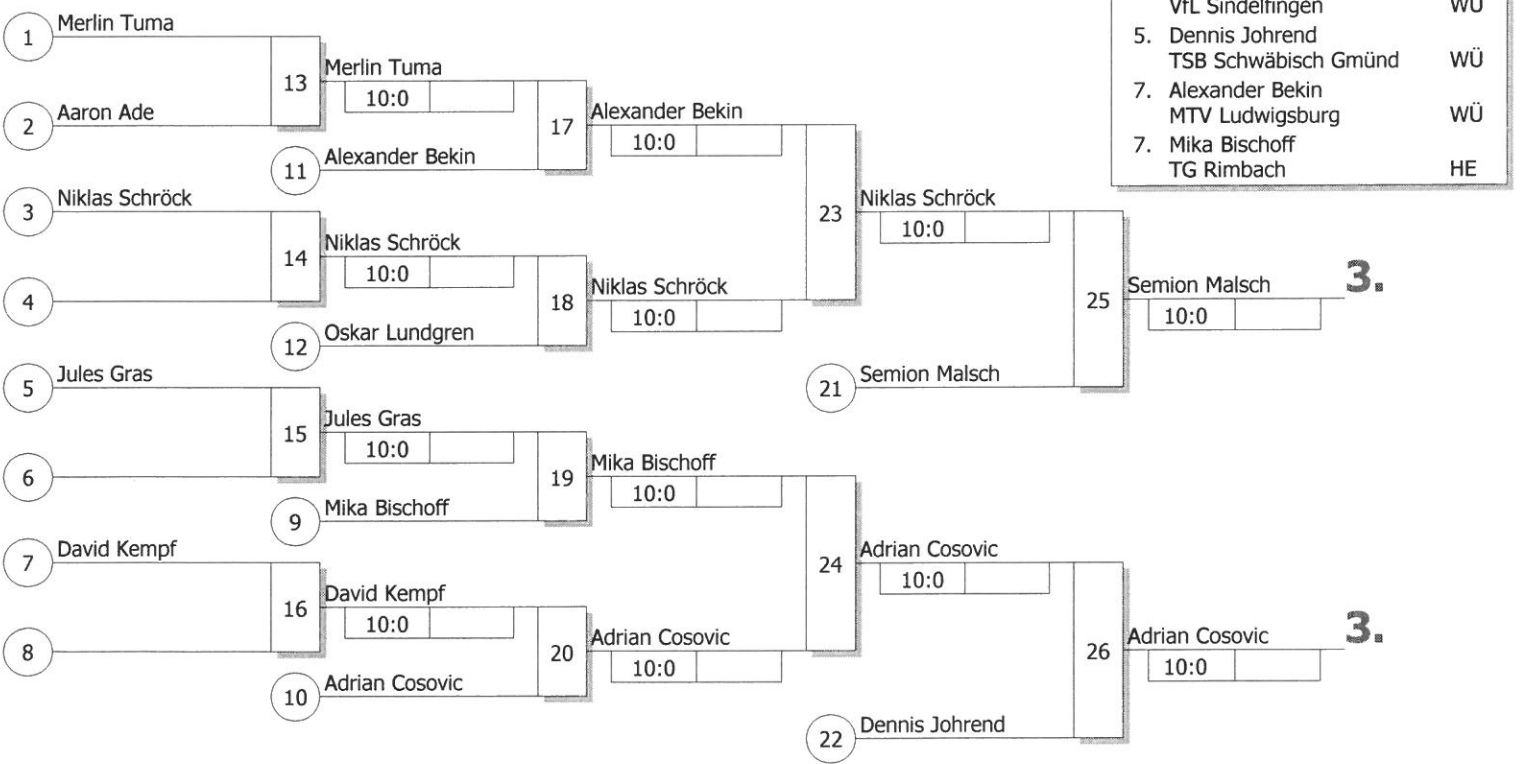 VfL Sindelfingen WÜ
5. Dennis Johrend
TSB Schwäbisch Gmünd WÜ
7. Alexander Bekin
MTV Ludwigsburg WÜ
7. Mika Bischoff
TG Rimbach HE
1 Merlin Tuma
13 Merlin Tuma
10:0
2 Aaron Ade
17 Alexander Bekin
10:0
11 Alexander Bekin
3 Niklas Schröck
23 Niklas Schröck
10:0
14 Niklas Schröck
10:0
4
18 Niklas Schröck
10:0
12 Oskar Lundgren
25 Semion Malsch 3.
10:0
5 Jules Gras
21 Semion Malsch
15 Jules Gras
10:0
6
19 Mika Bischoff
10:0
9 Mika Bischoff
7 David Kempf
24 Adrian Cosovic
10:0
16 David Kempf
10:0
8
20 Adrian Cosovic
10:0
10 Adrian Cosovic
26 Adrian Cosovic 3.
10:0
22 Dennis Johrend